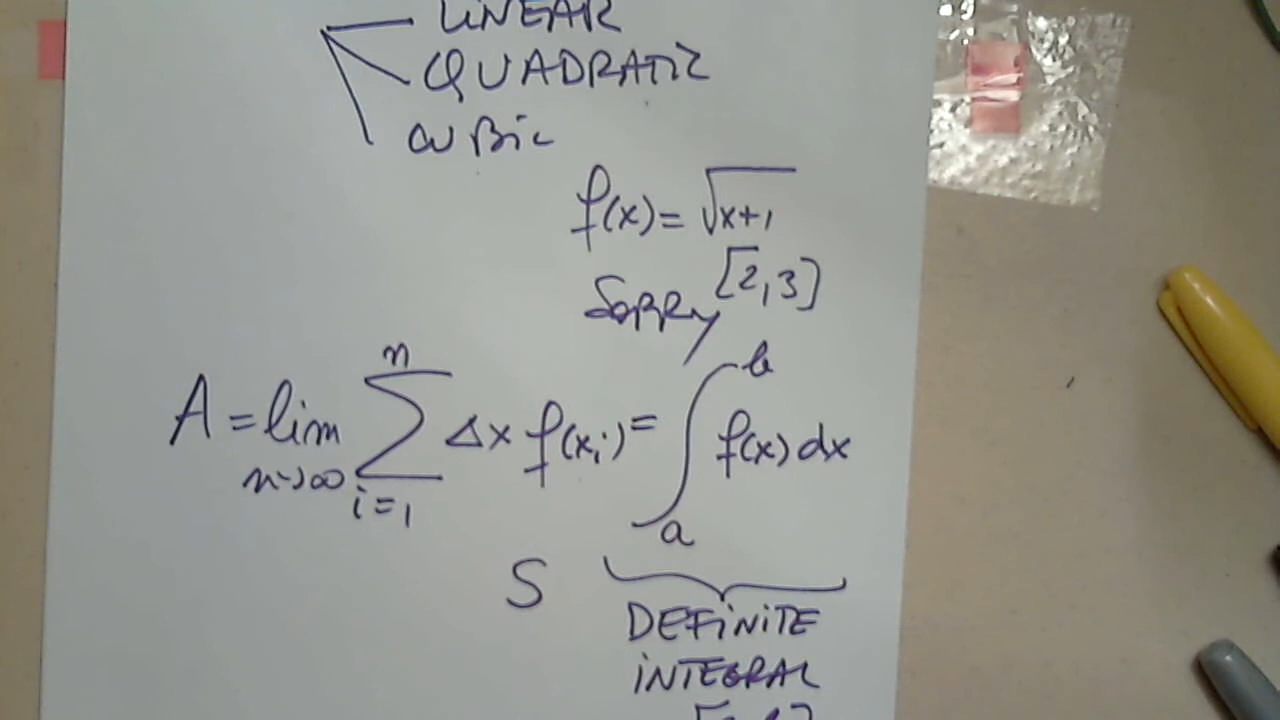 LINEAR
QUADRATIC
CUBIC
f(x) = √x+1
SORRY [2,3]
A = lim n→∞ ∑ i=1 n Δx f(xi) = ∫ a b f(x) dx
S
DEFINITE
INTEGRAL